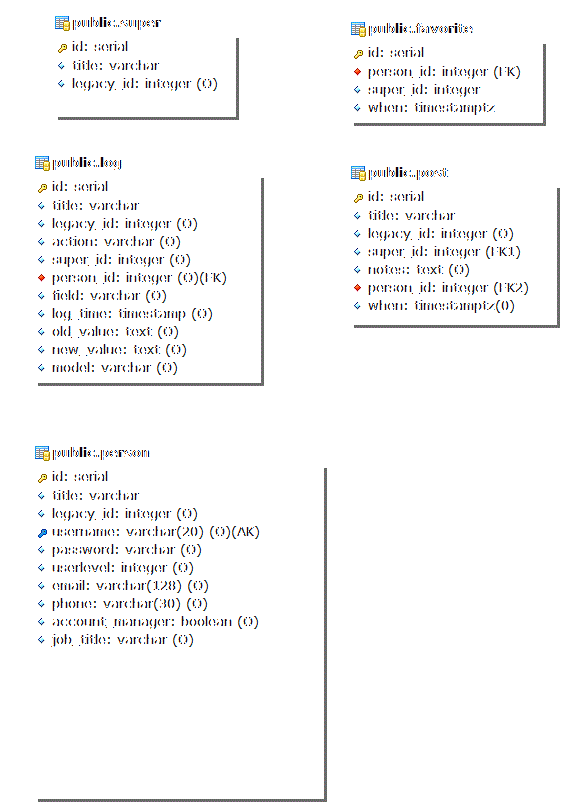 public.super
id: serial
title: varchar
legacy_id: integer (O)
public.favorite
id: serial
person_id: integer (FK)
super_id: integer
when: timestamptz
public.log
id: serial
title: varchar
legacy_id: integer (O)
action: varchar (O)
super_id: integer (O)
person_id: integer (O)(FK)
field: varchar (O)
log_time: timestamp (O)
old_value: text (O)
new_value: text (O)
model: varchar (O)
public.post
id: serial
title: varchar
legacy_id: integer (O)
super_id: integer (FK1)
notes: text (O)
person_id: integer (FK2)
when: timestamptz(0)
public.person
id: serial
title: varchar
legacy_id: integer (O)
username: varchar(20) (O)(AK)
password: varchar (O)
userlevel: integer (O)
email: varchar(128) (O)
phone: varchar(30) (O)
account_manager: boolean (O)
job_title: varchar (O)